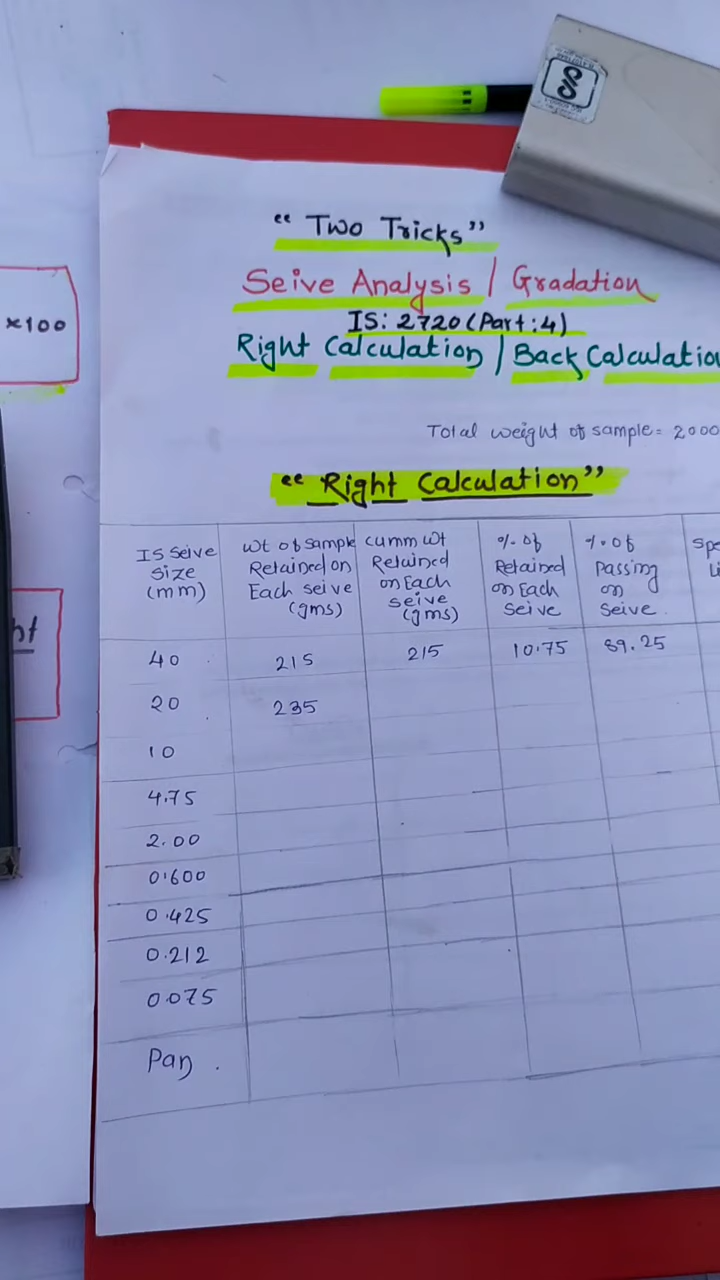 ×100
“ Two Tricks”
Seive Analysis / Gradation
IS: 2720 (Part:4)
Right Calculation / Back Calculation
Total weight of sample= 2000
“ Right Calculation”
IS Seive Size (mm)
Wt of Sample Retained on Each seive (gms)
cumm wt Retained on Each seive (gms)
%. of Retained on Each Seive
%. of Passing on Seive.
40 215 215 10.75 89.25
20 235
10
4.75
2.00
0.600
0.425
0.212
0.075
Pan .